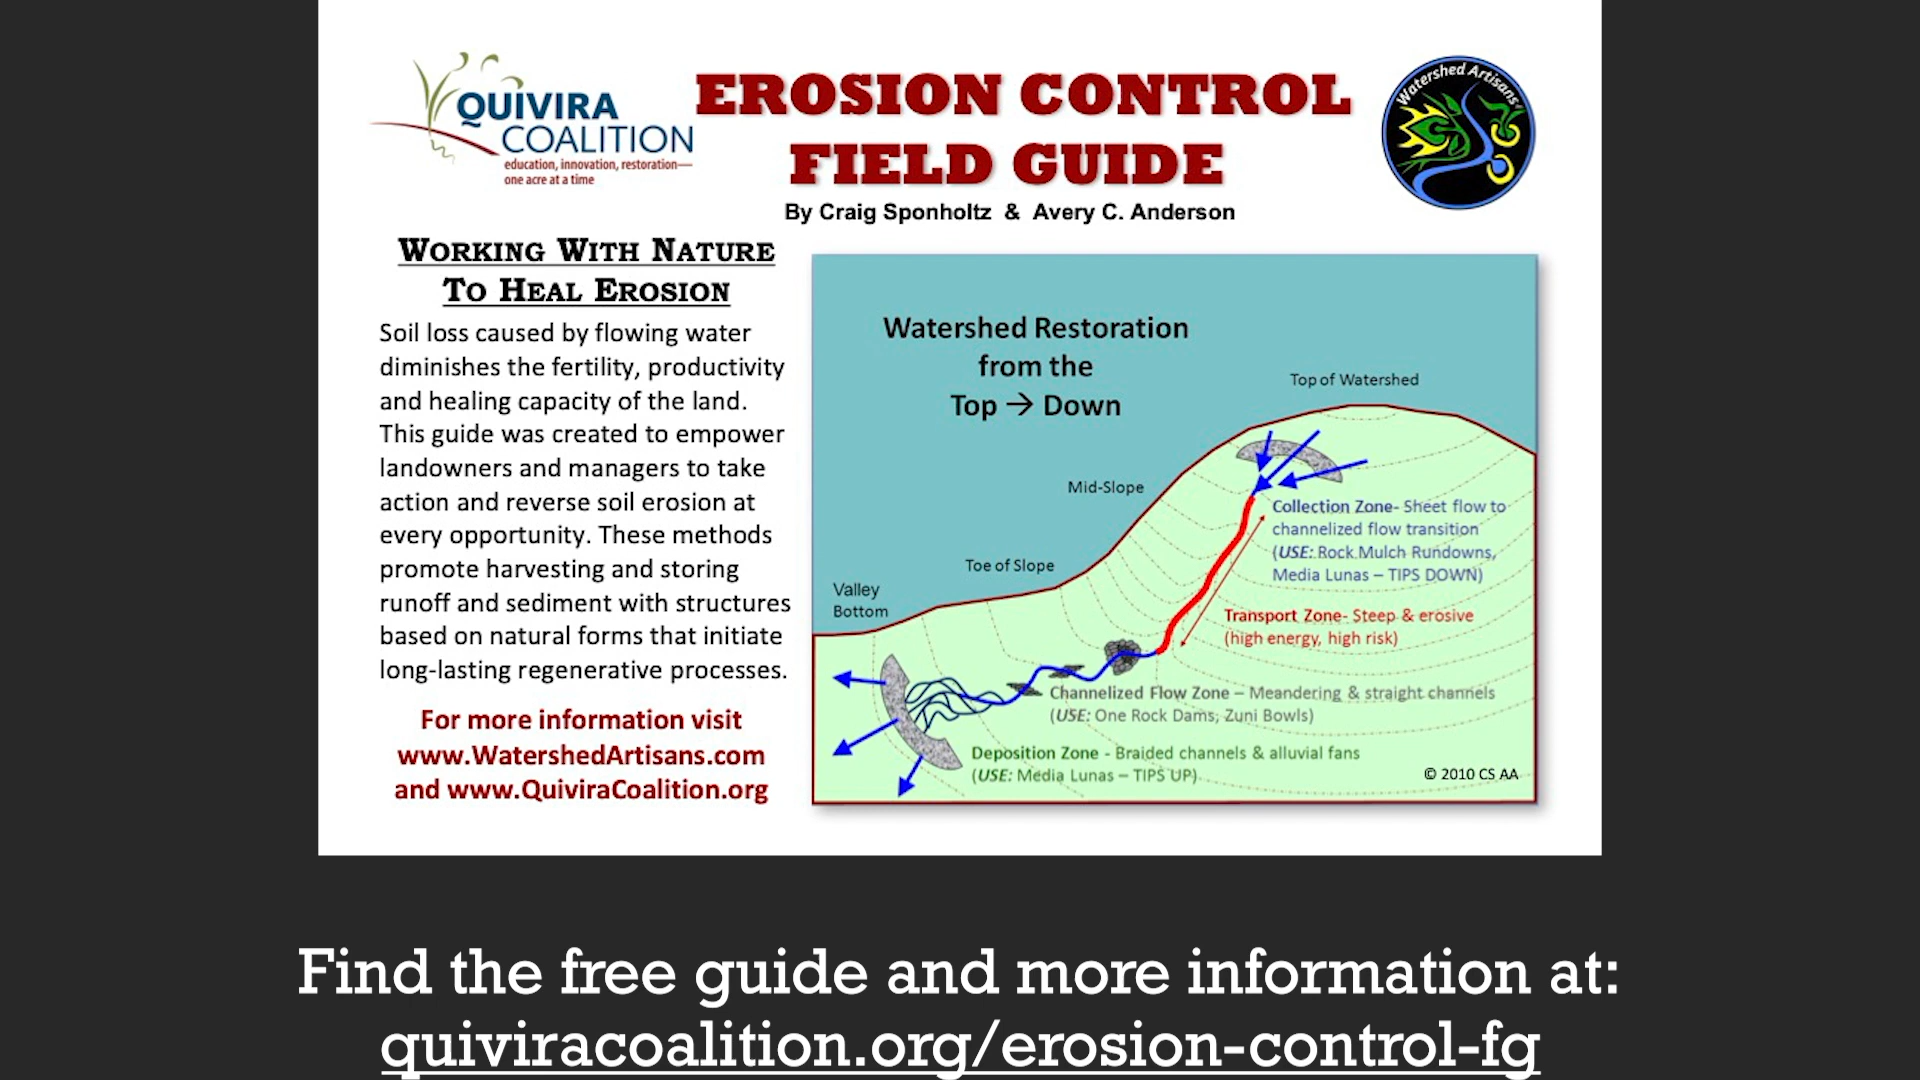 QUIVIRA
COALITION
education, innovation, restoration—
one acre at a time
EROSION CONTROL
FIELD GUIDE
By Craig Sponholtz & Avery C. Anderson
Watershed Artisans
WORKING WITH NATURE
TO HEAL EROSION
Soil loss caused by flowing water
diminishes the fertility, productivity
and healing capacity of the land.
This guide was created to empower
landowners and managers to take
action and reverse soil erosion at
every opportunity. These methods
promote harvesting and storing
runoff and sediment with structures
based on natural forms that initiate
long-lasting regenerative processes.
For more information visit
www.WatershedArtisans.com
and www.QuiviraCoalition.org
Watershed Restoration
from the
Top → Down
Top of Watershed
Mid-Slope
Toe of Slope
Valley
Bottom
Collection Zone- Sheet flow to
channelized flow transition
(USE: Rock Mulch Rundowns,
Media Lunas – TIPS DOWN)
Transport Zone- Steep & erosive
(high energy, high risk)
Channelized Flow Zone – Meandering & straight channels
(USE: One Rock Dams, Zuni Bowls)
Deposition Zone - Braided channels & alluvial fans
(USE: Media Lunas – TIPS UP)
© 2010 CS AA
Find the free guide and more information at:
quiviracoalition.org/erosion-control-fg